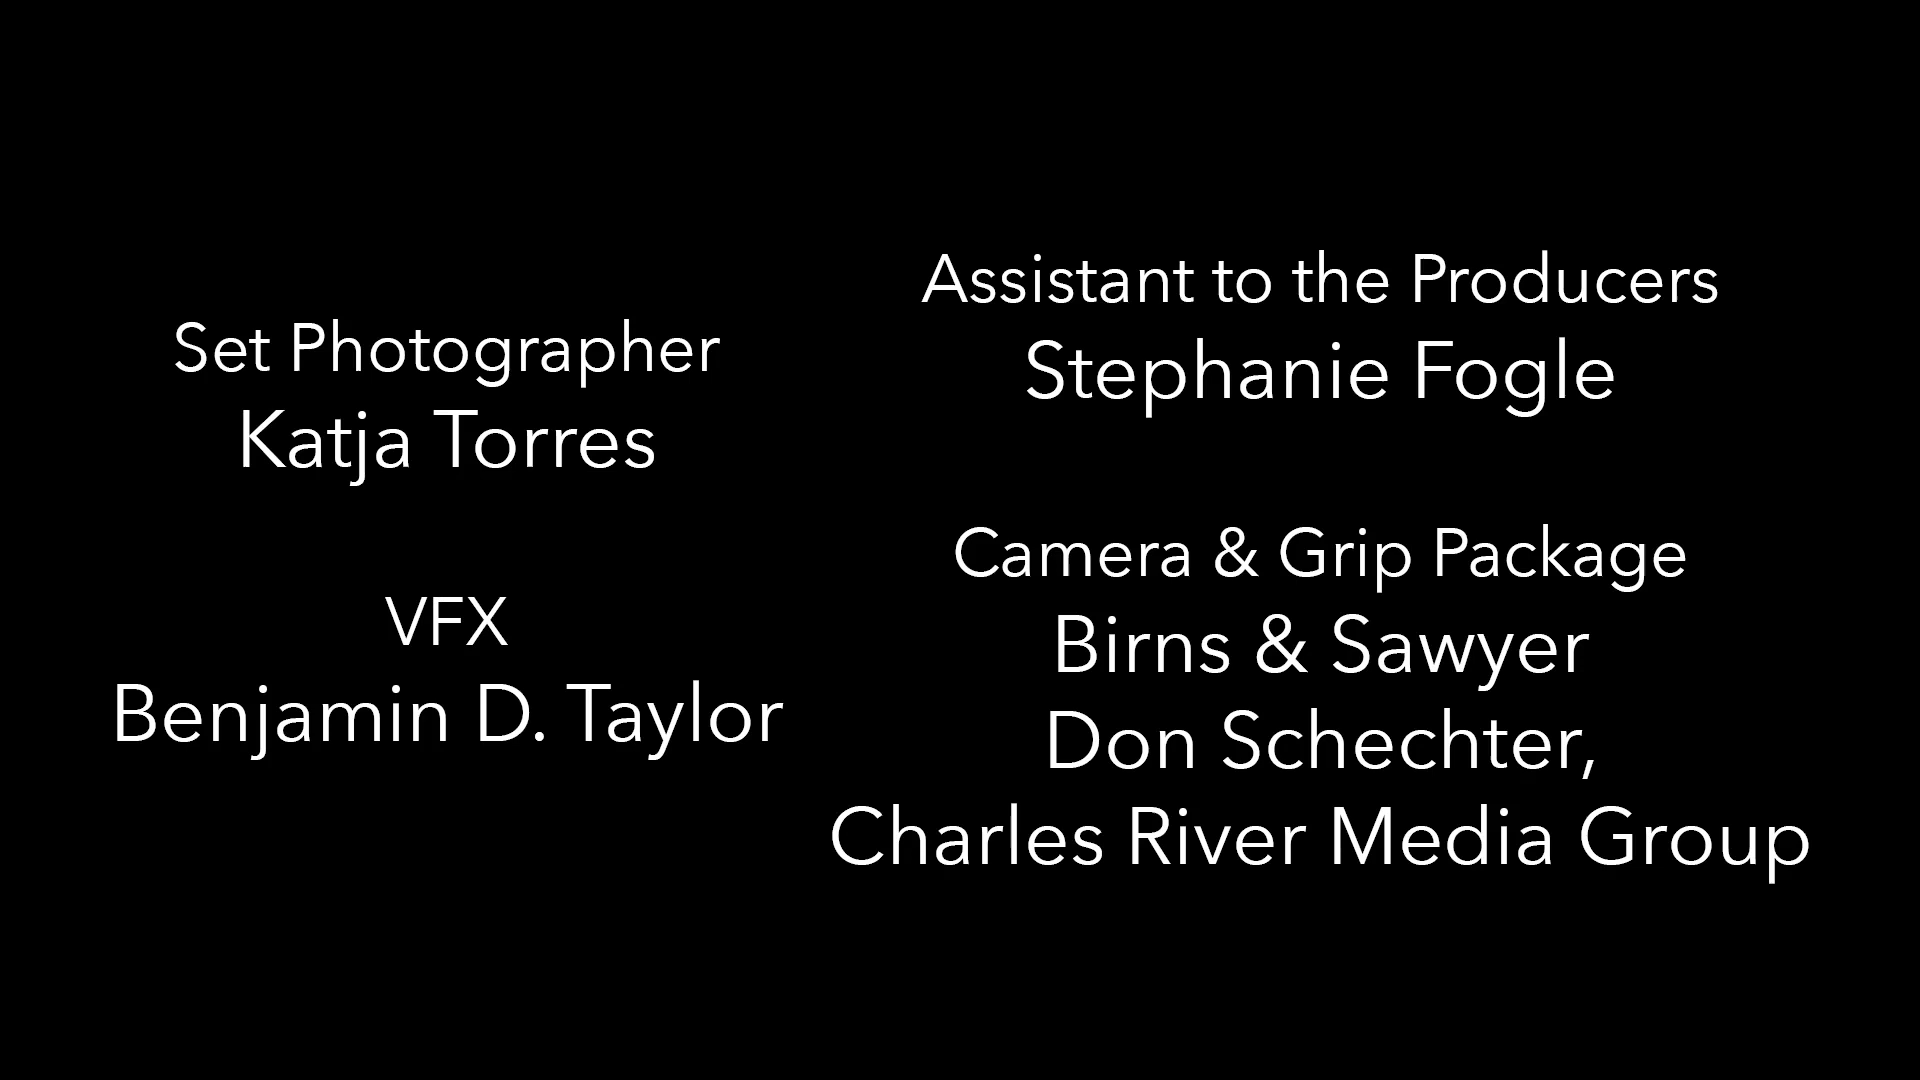 Set Photographer
Katja Torres
VFX
Benjamin D. Taylor
Assistant to the Producers
Stephanie Fogle
Camera & Grip Package
Birns & Sawyer
Don Schechter,
Charles River Media Group